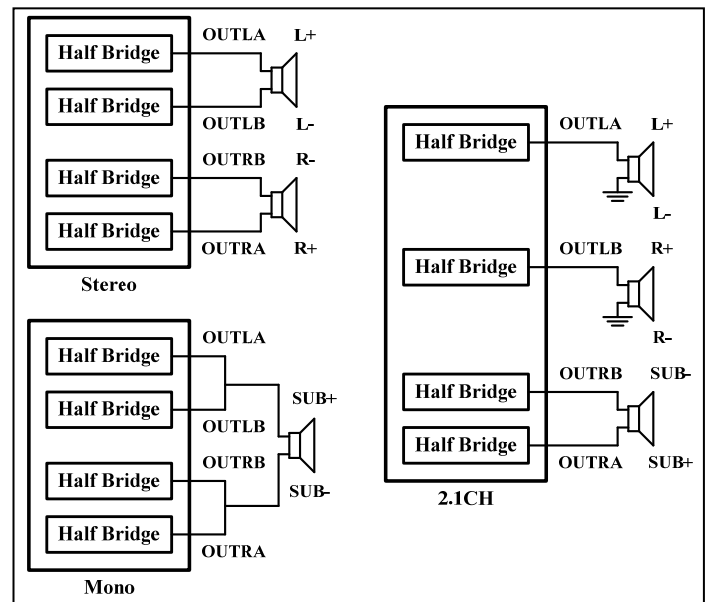 OUTLA L+
Half Bridge
Half Bridge
OUTLB L-
OUTRB R-
Half Bridge
Half Bridge
OUTRA R+
Stereo
OUTLA
Half Bridge
SUB+
Half Bridge
OUTLB
OUTRB
Half Bridge
SUB-
Half Bridge
OUTRA
Mono
OUTLA L+
Half Bridge
L-
OUTLB R+
Half Bridge
R-
OUTRB SUB-
Half Bridge
Half Bridge
OUTRA SUB+
2.1CH